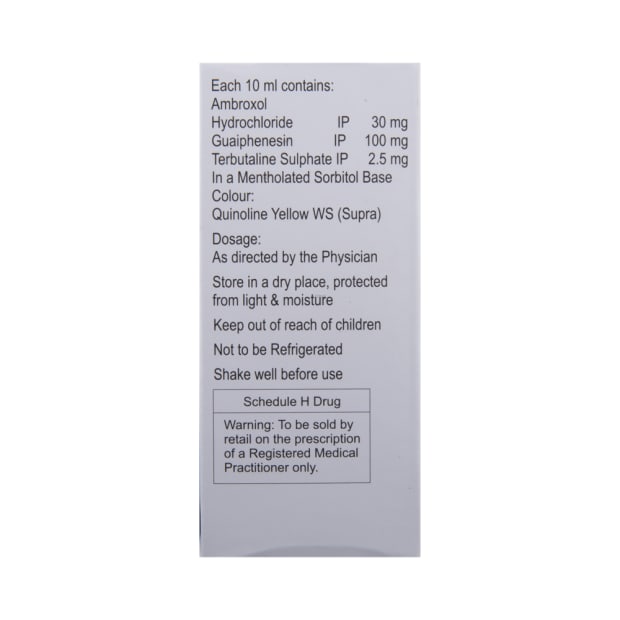 Each 10 ml contains:
Ambroxol
Hydrochloride IP 30 mg
Guaiphenesin IP 100 mg
Terbutaline Sulphate IP 2.5 mg
In a Mentholated Sorbitol Base
Colour:
Quinoline Yellow WS (Supra)
Dosage:
As directed by the Physician
Store in a dry place, protected
from light & moisture
Keep out of reach of children
Not to be Refrigerated
Shake well before use
Schedule H Drug
Warning: To be sold by
retail on the prescription
of a Registered Medical
Practitioner only.